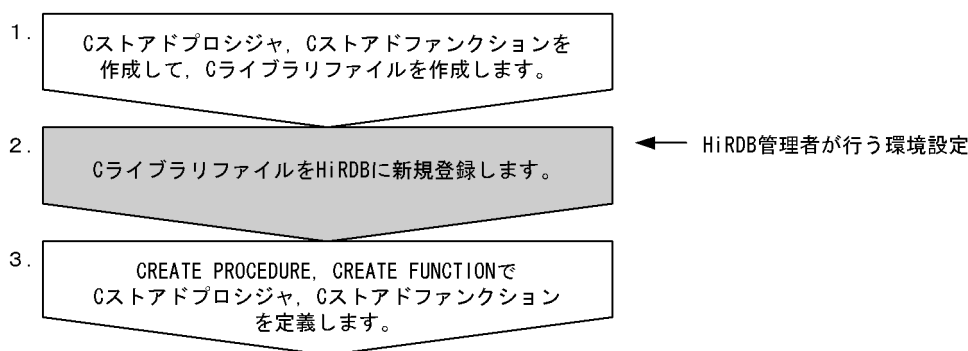 1.
Cストアドプロシジャ，Cストアドファンクションを
作成して，Cライブラリファイルを作成します。
2.
CライブラリファイルをHiRDBに新規登録します。
HiRDB管理者が行う環境設定
3.
CREATE PROCEDURE，CREATE FUNCTIONで
Cストアドプロシジャ，Cストアドファンクション
を定義します。